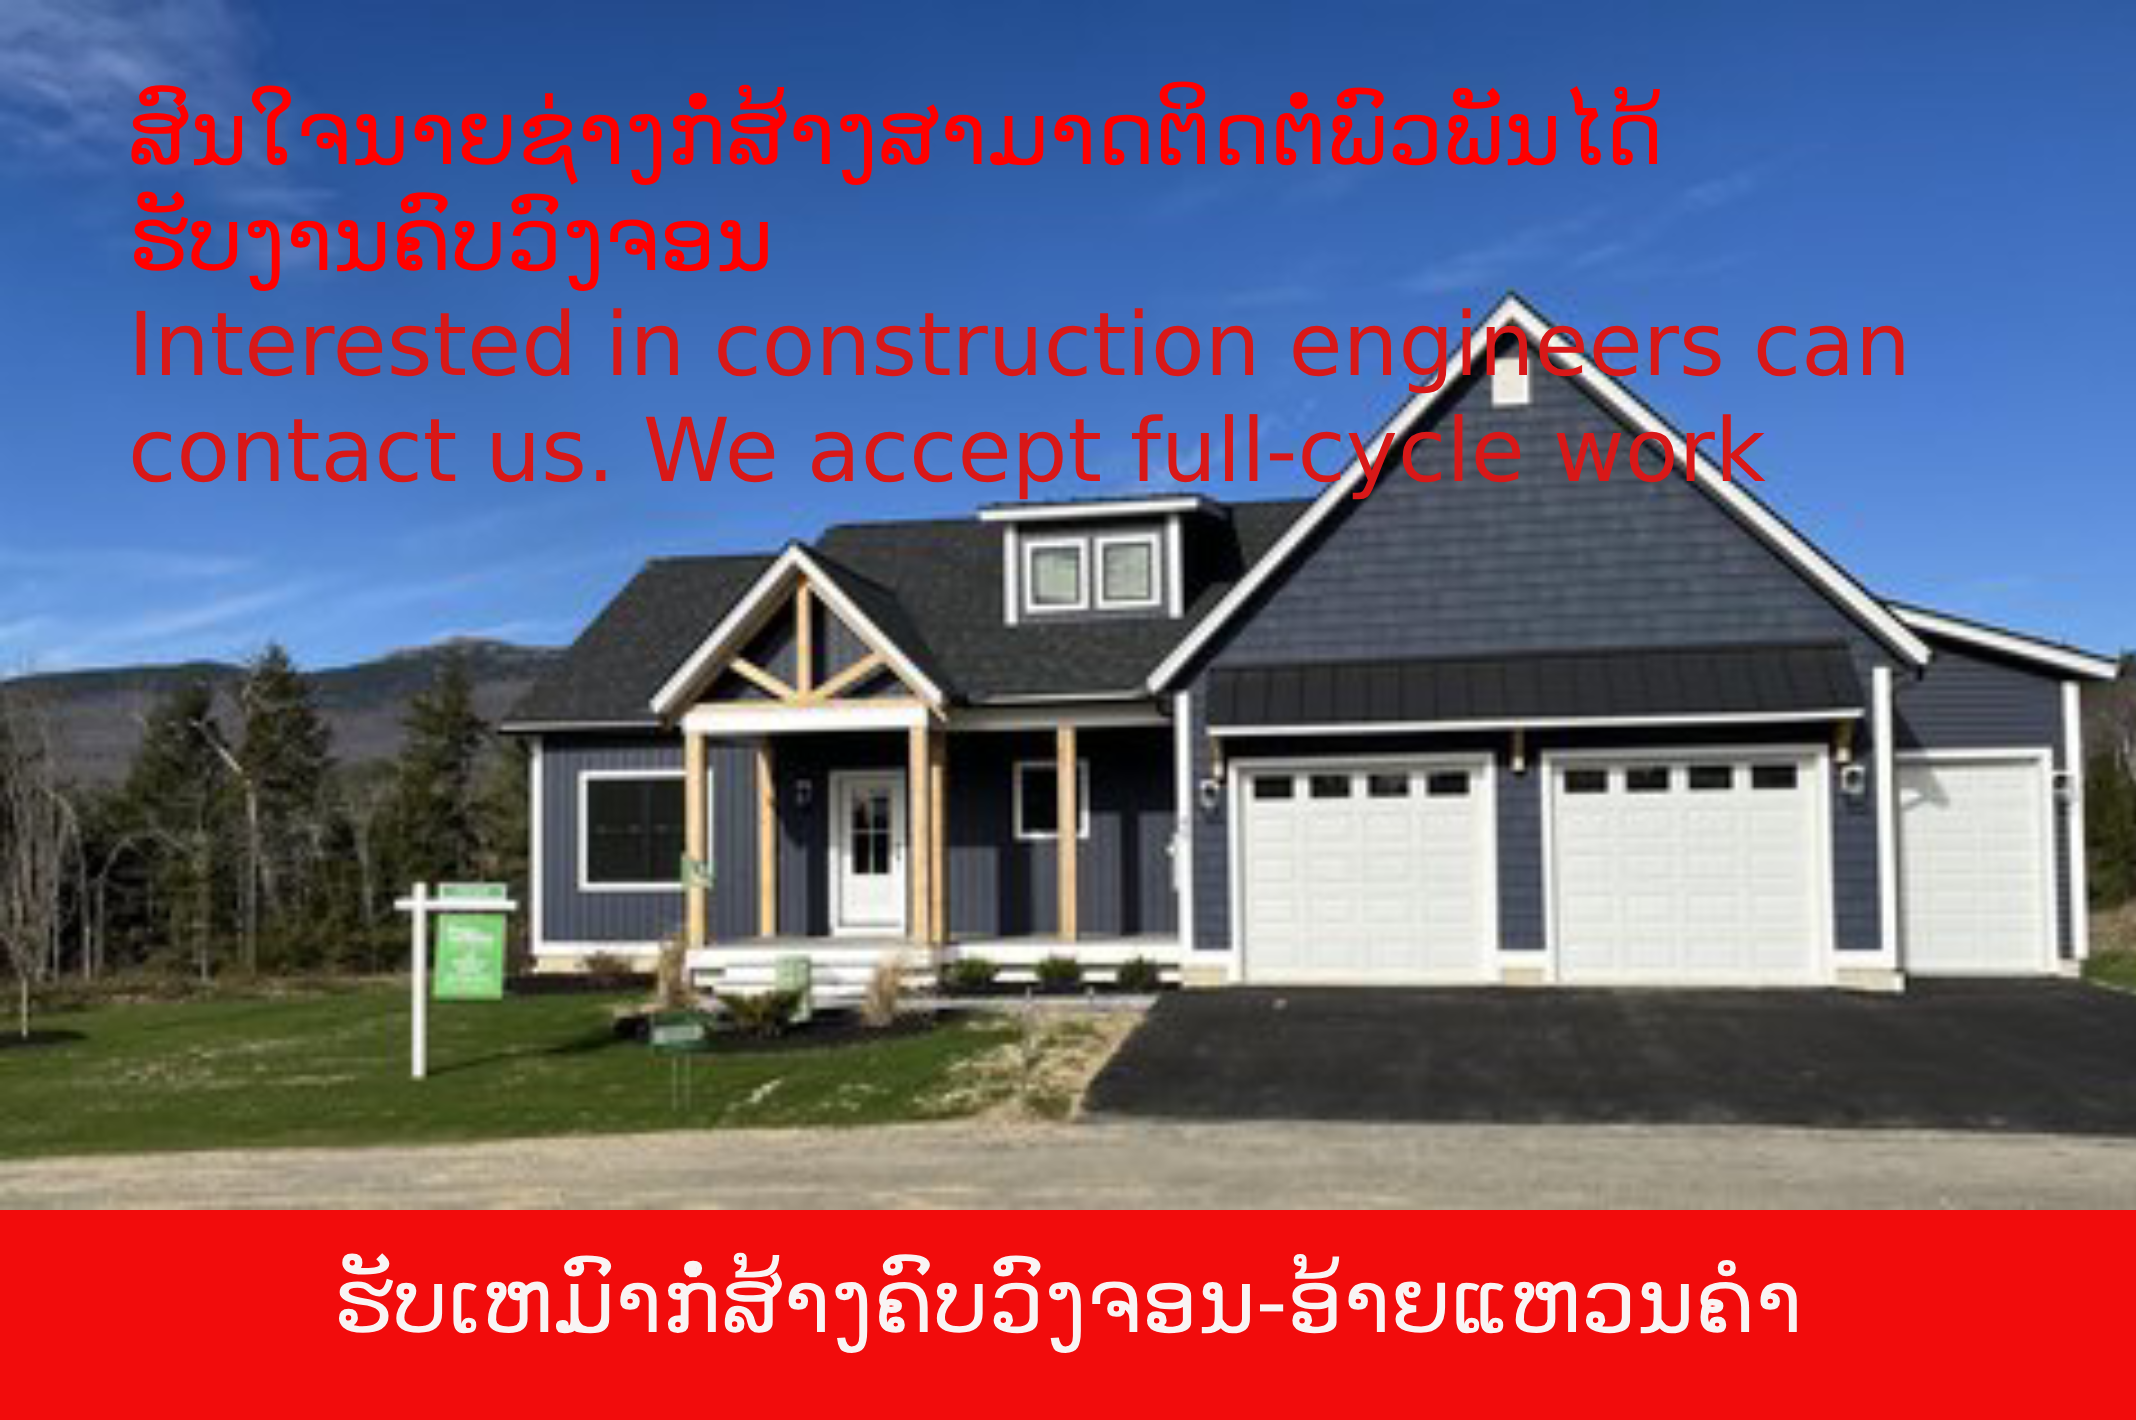 ສົນໃຈນາຍຊ່າງກໍ່ສ້າງສາມາດຕິດຕໍ່ພົວພັນໄດ້
ຮັບງານຄົບວົງຈອນ
Interested in construction engineers can
contact us. We accept full-cycle work
ຮັບເຫມົາກໍ່ສ້າງຄົບວົງຈອນ-ອ້າຍແຫວນຄຳ